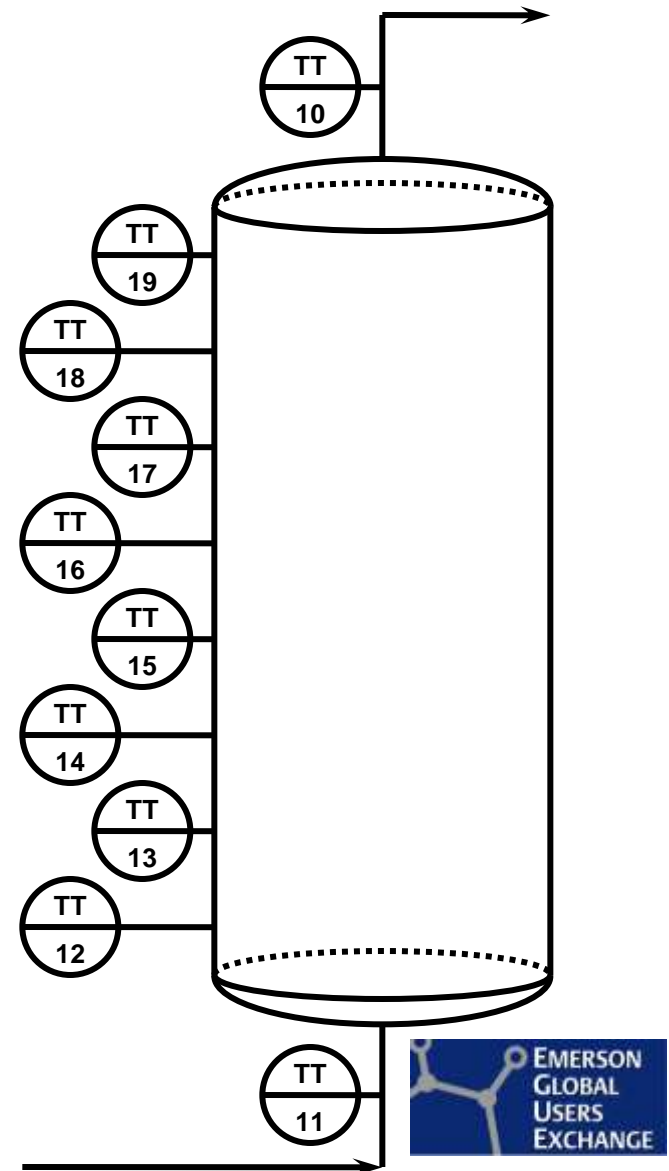 TT
10
TT
19
TT
18
TT
17
TT
16
TT
15
TT
14
TT
13
TT
12
TT
11
EMERSON
GLOBAL
USERS
EXCHANGE